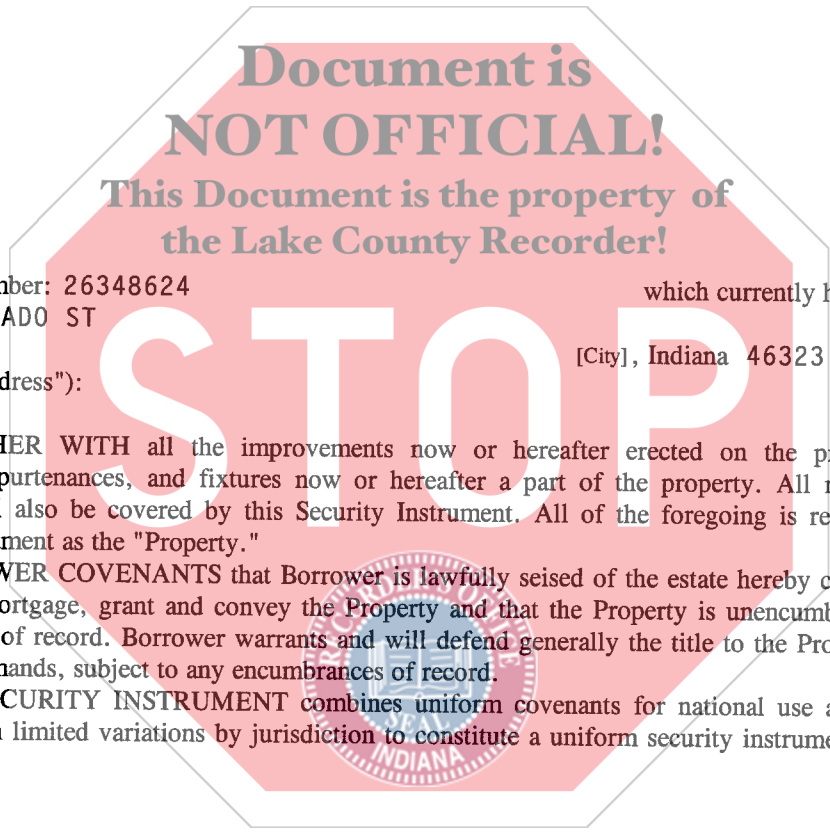 Document is
NOT OFFICIAL!
This Document is the property of
the Lake County Recorder!
nber: 26348624 which currently h
ADO ST
STOP
[City], Indiana 46323
dress"):
HER WITH all the improvements now or hereafter erected on the p
purtenances, and fixtures now or hereafter a part of the property. All
also be covered by this Security Instrument. All of the foregoing is re
ment as the "Property."
WER COVENANTS that Borrower is lawfully seised of the estate hereby c
ortgage, grant and convey the Property and that the Property is unencumb
of record. Borrower warrants and will defend generally the title to the Pro
nands, subject to any encumbrances of record.
CURITY INSTRUMENT combines uniform covenants for national use a
limited variations by jurisdiction to constitute a uniform security instrume
RECORDER'S OFFICE
SEAL
INDIANA